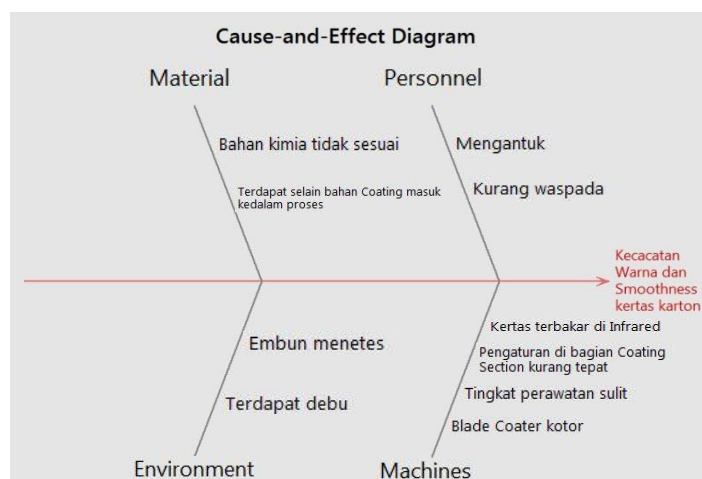 Cause-and-Effect Diagram
Material
Personnel
Bahan kimia tidak sesuai
Mengantuk
Terdapat selain bahan Coating masuk
kedalam proses
Kurang waspada
Kecacatan
Warna dan
Smoothness
kertas karton
Embun menetes
Terdapat debu
Kertas terbakar di Infrared
Pengaturan di bagian Coating
Section kurang tepat
Tingkat perawatan sulit
Blade Coater kotor
Environment
Machines